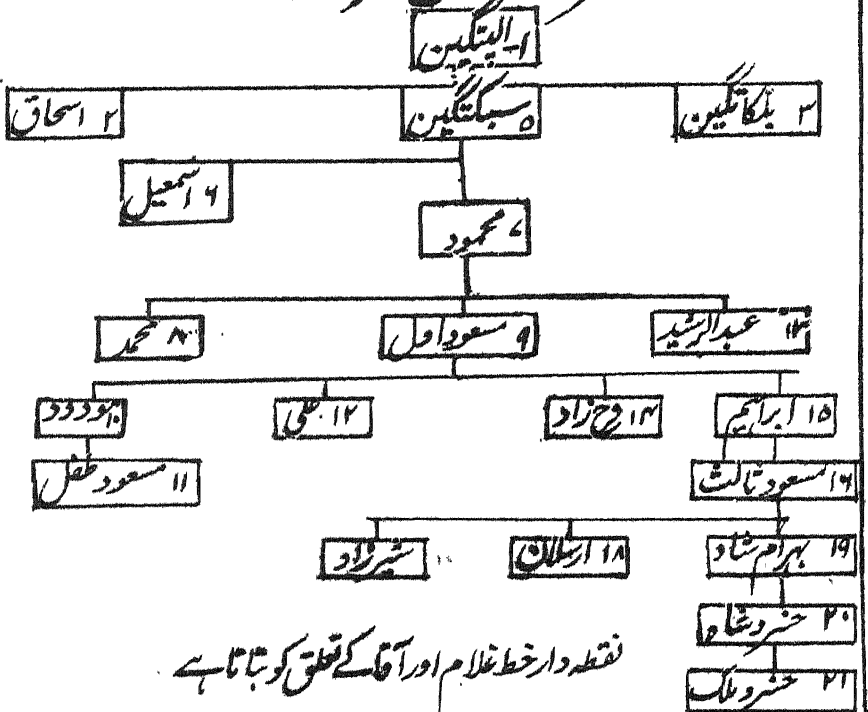 ۱۔ الپتگین
۳ بلکاتگین
۵ سبکتگین
۲ اسحاق
۶ اسمعیل
۷ محمود
۱۳ عبدالرشید
۹ مسعود اول
۸ محمد
۱۵ ابراہیم
۱۴ فرخ زاد
۱۲ علی
۱۰ مودود
۱۶ مسعود ثالث
۱۱ مسعود طفل
۱۹ بہرام شاہ
۱۸ ارسلان
شیرزاد
۲۰ خسرو شاہ
۲۱ خسرو ملک
نقطہ دار خط غلام اور آقا کے تعلق کو بتاتا ہے